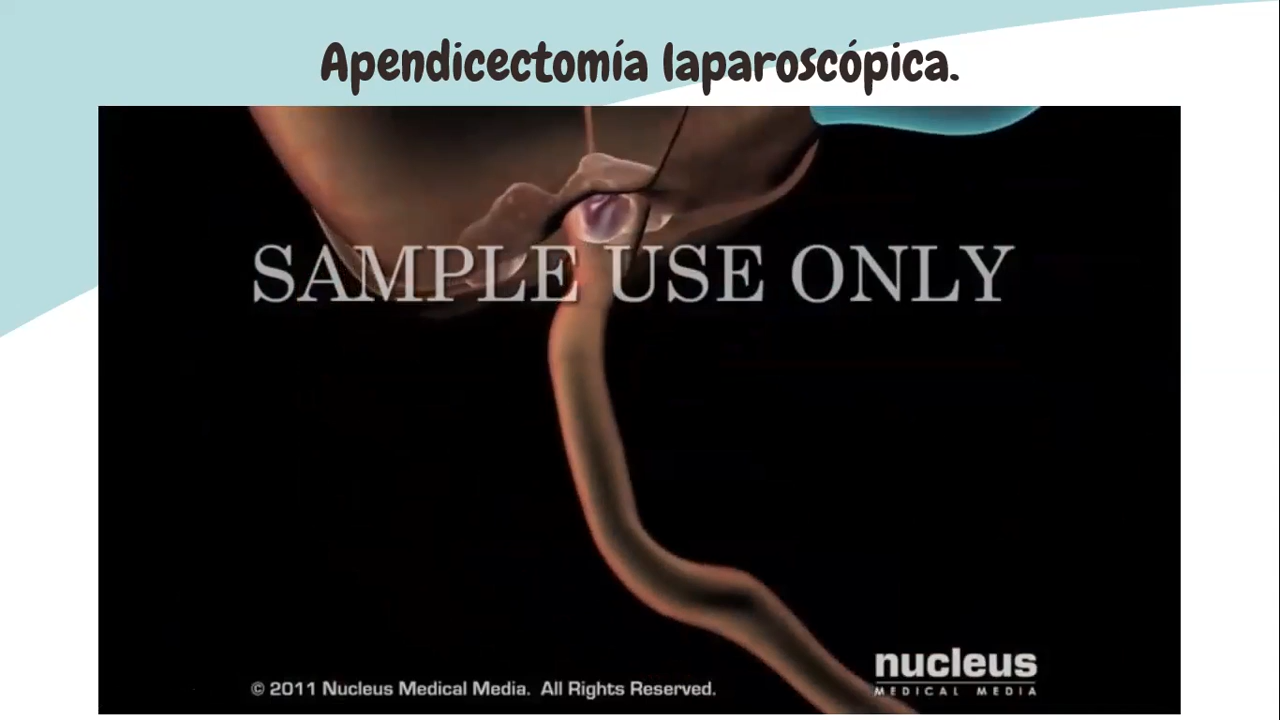 Apendicectomía laparoscópica.
SAMPLE USE ONLY
nucleus
MEDICAL MEDIA
© 2011 Nucleus Medical Media. All Rights Reserved.